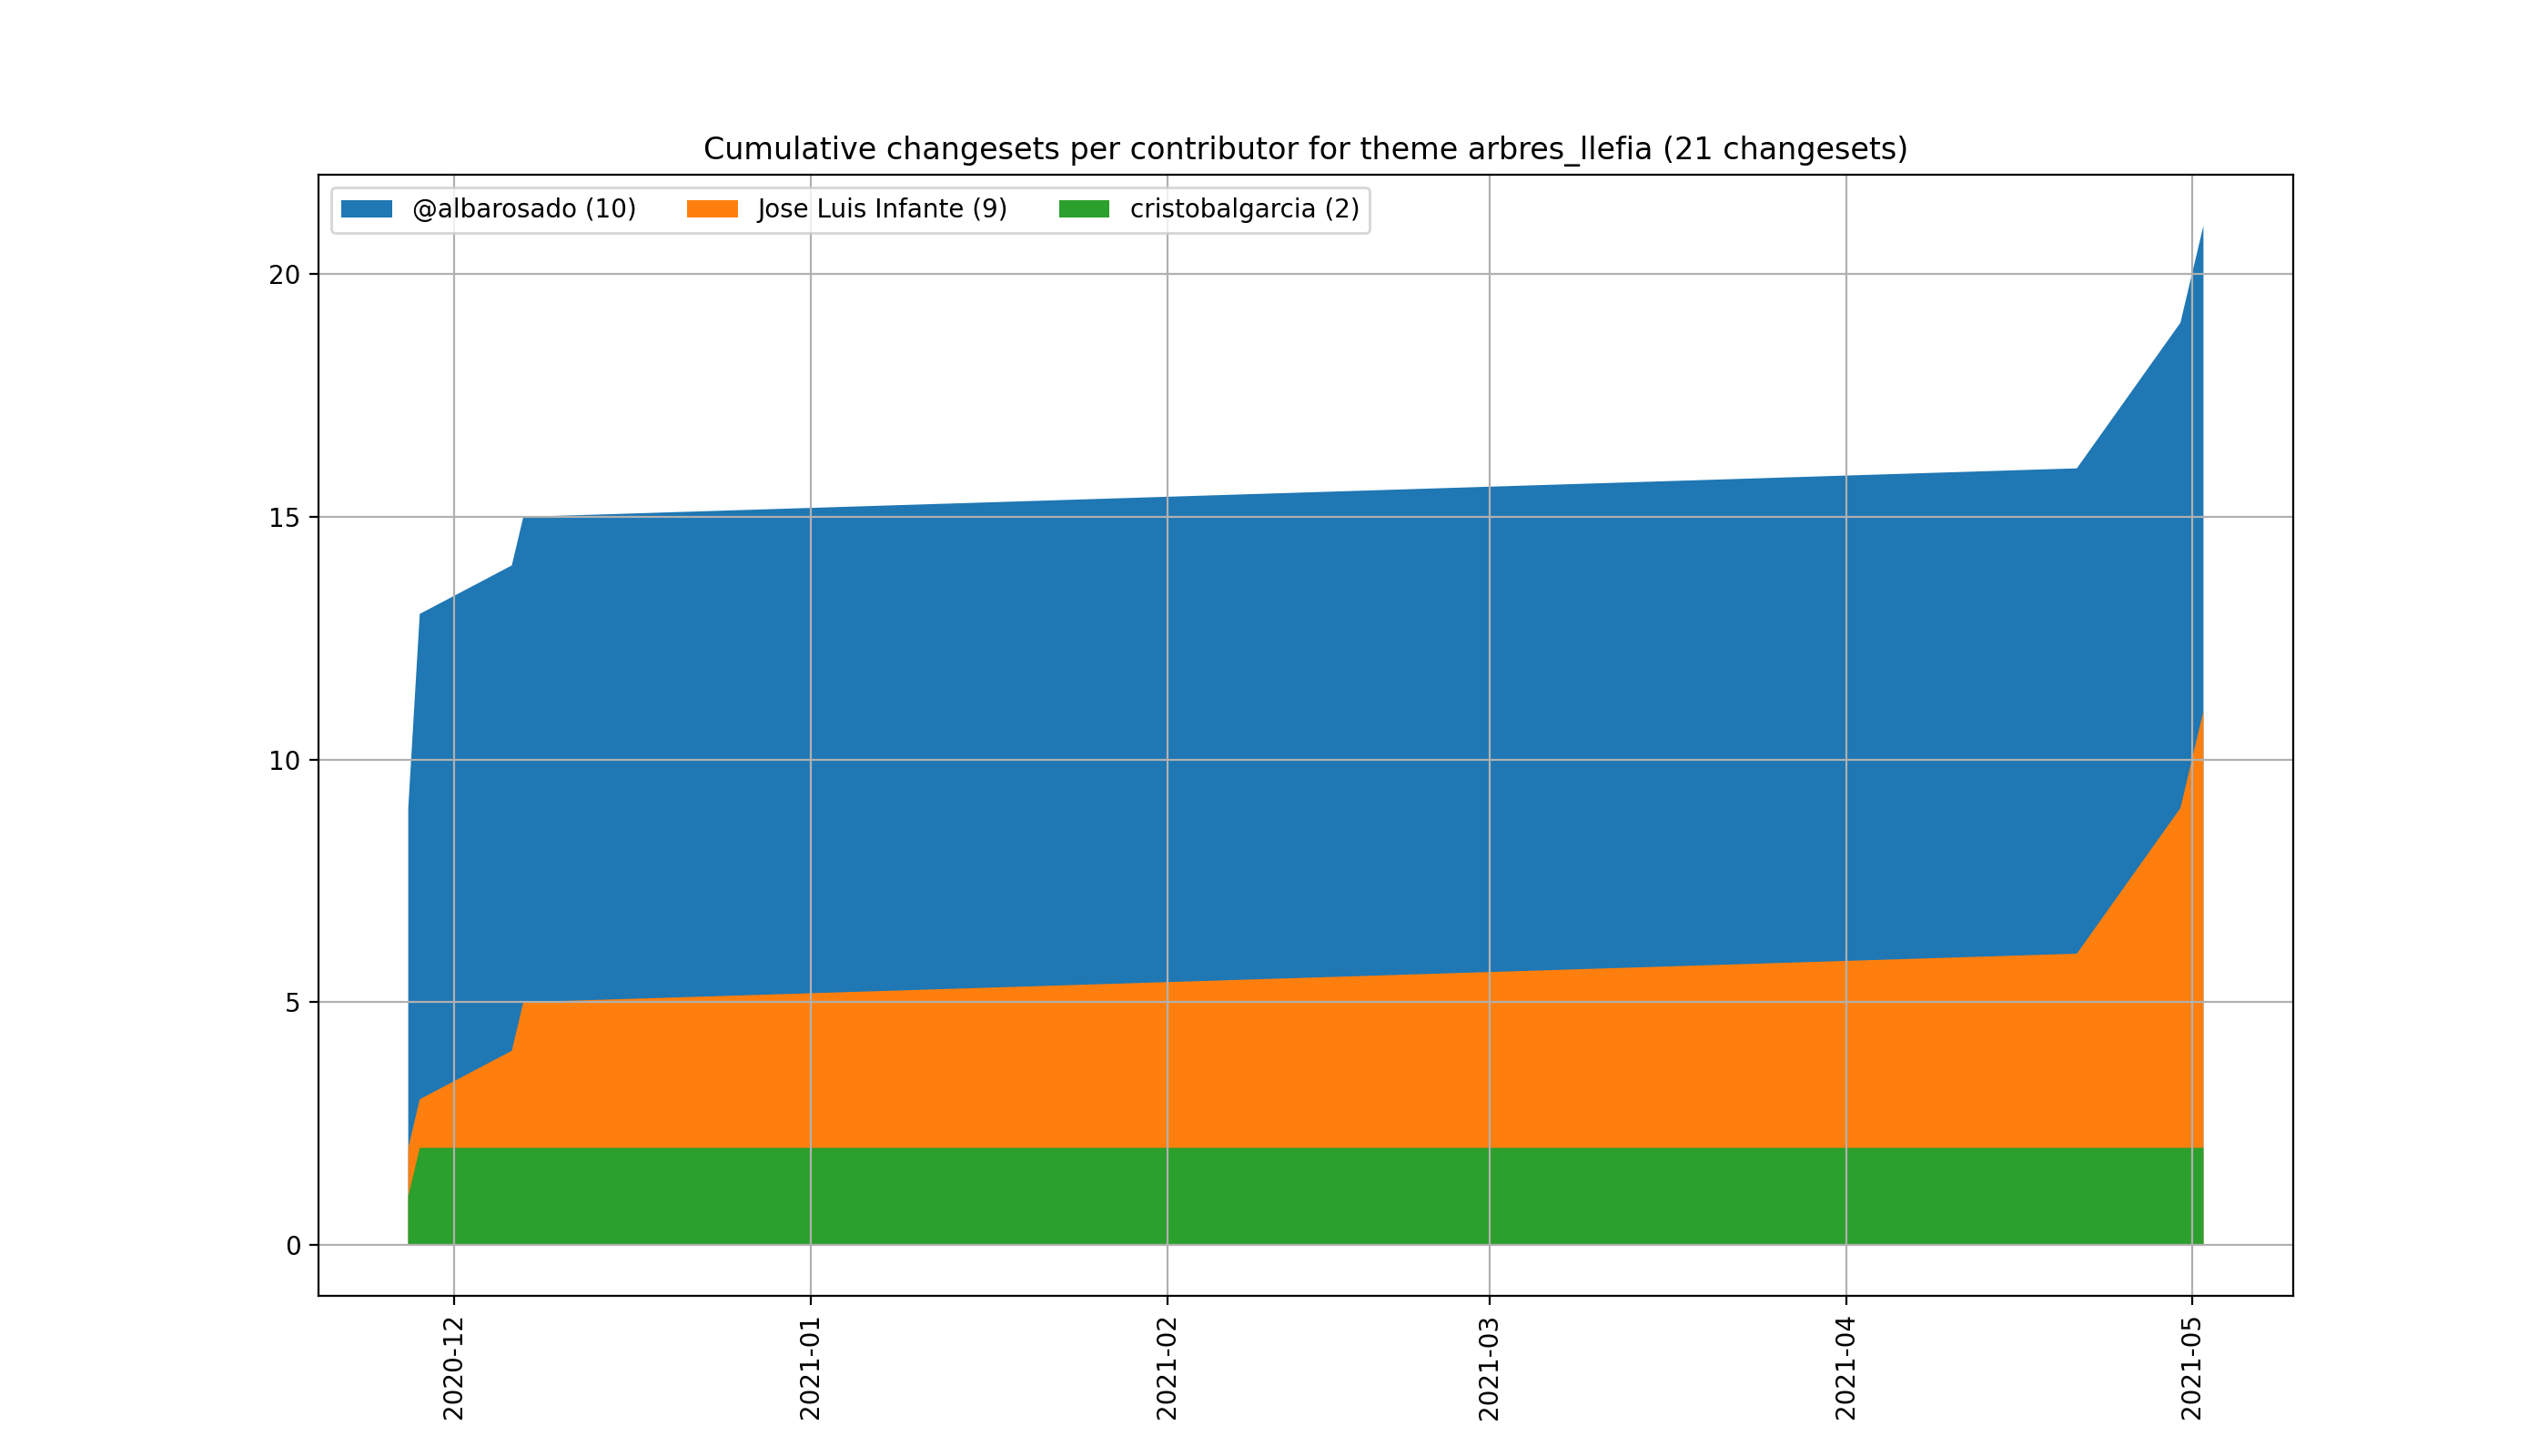 Cumulative changesets per contributor for theme arbres_llefia (21 changesets)
@albarosado (10) Jose Luis Infante (9) cristobalgarcia (2)
20
15
10
5
0
2020-12 2021-01 2021-02 2021-03 2021-04 2021-05